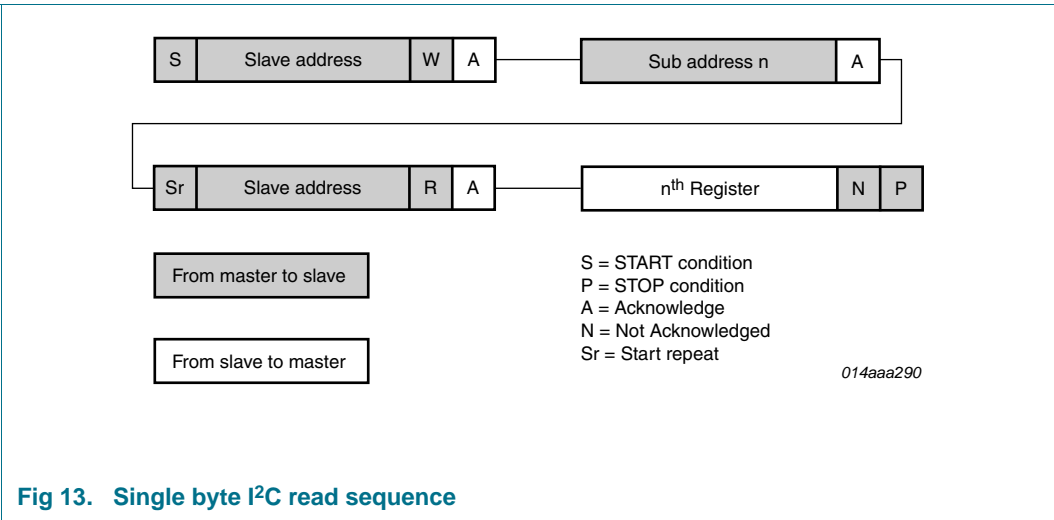 S Slave address W A Sub address n A
Sr Slave address R A nth Register N P
From master to slave
From slave to master
S = START condition
P = STOP condition
A = Acknowledge
N = Not Acknowledged
Sr = Start repeat
014aaa290
Fig 13. Single byte I2C read sequence